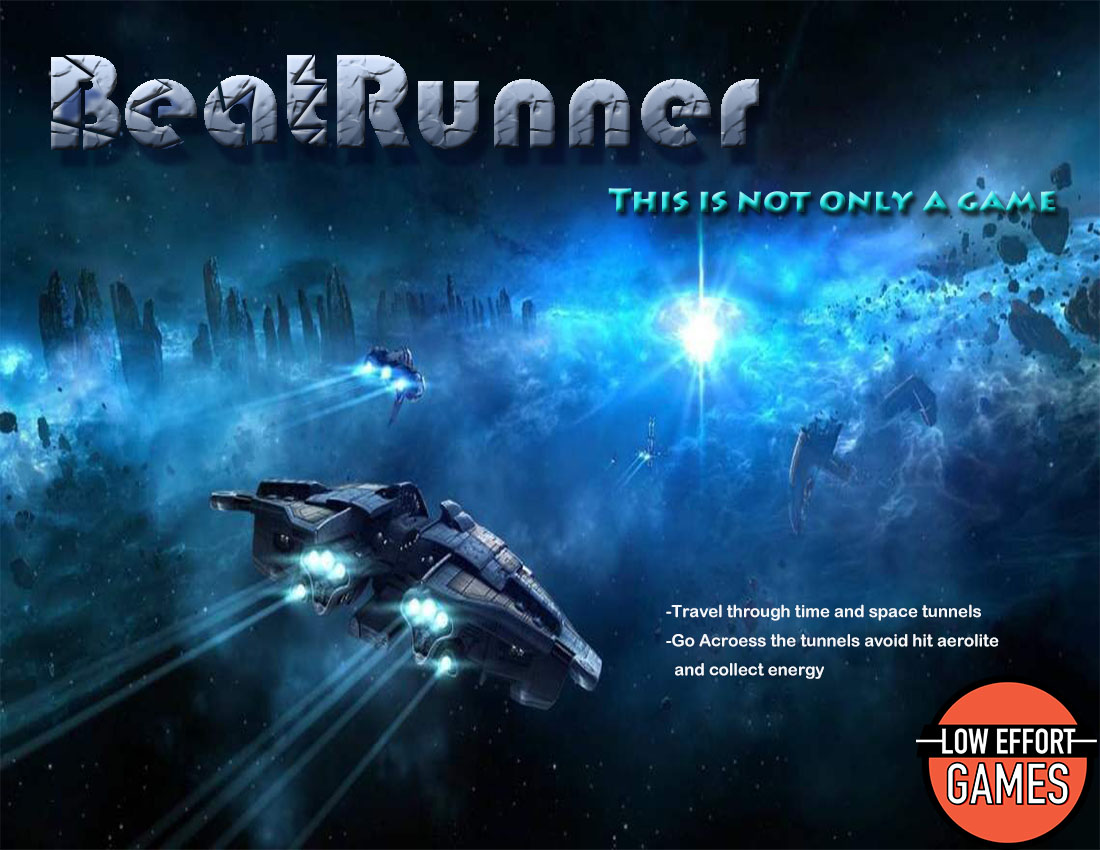 BeatRunner
THIS IS NOT ONLY A GAME
-Travel through time and space tunnels
-Go Acroess the tunnels avoid hit aerolite
and collect energy
LOW EFFORT
GAMES